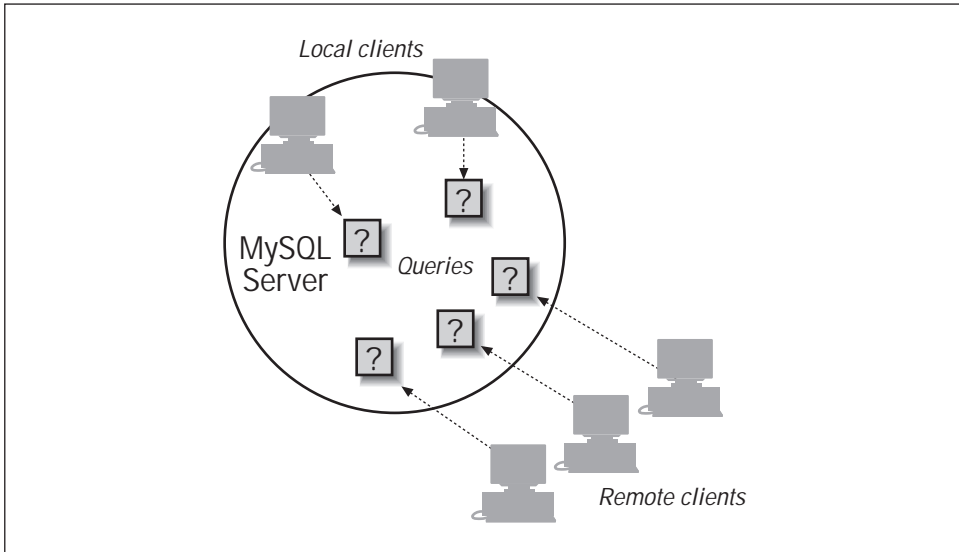 Local clients
?
?
MySQL
Server
Queries
?
?
?
Remote clients